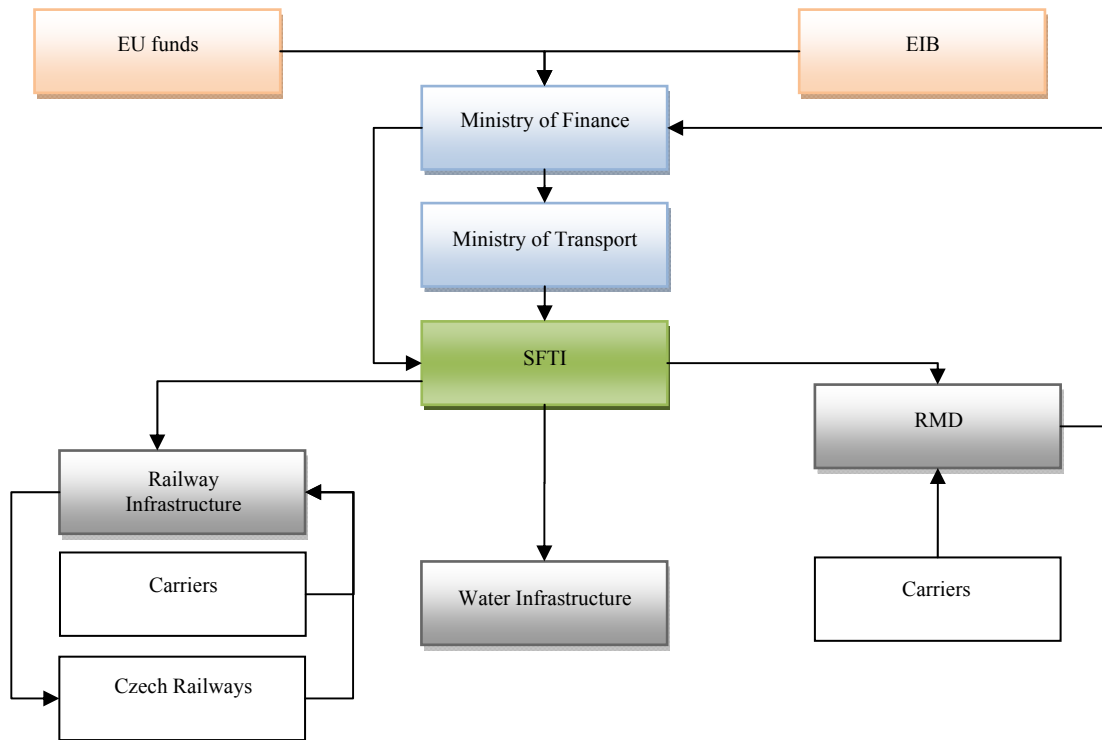 EU funds
EIB
Ministry of Finance
Ministry of Transport
SFTI
RMD
Railway
Infrastructure
Carriers
Water Infrastructure
Carriers
Czech Railways